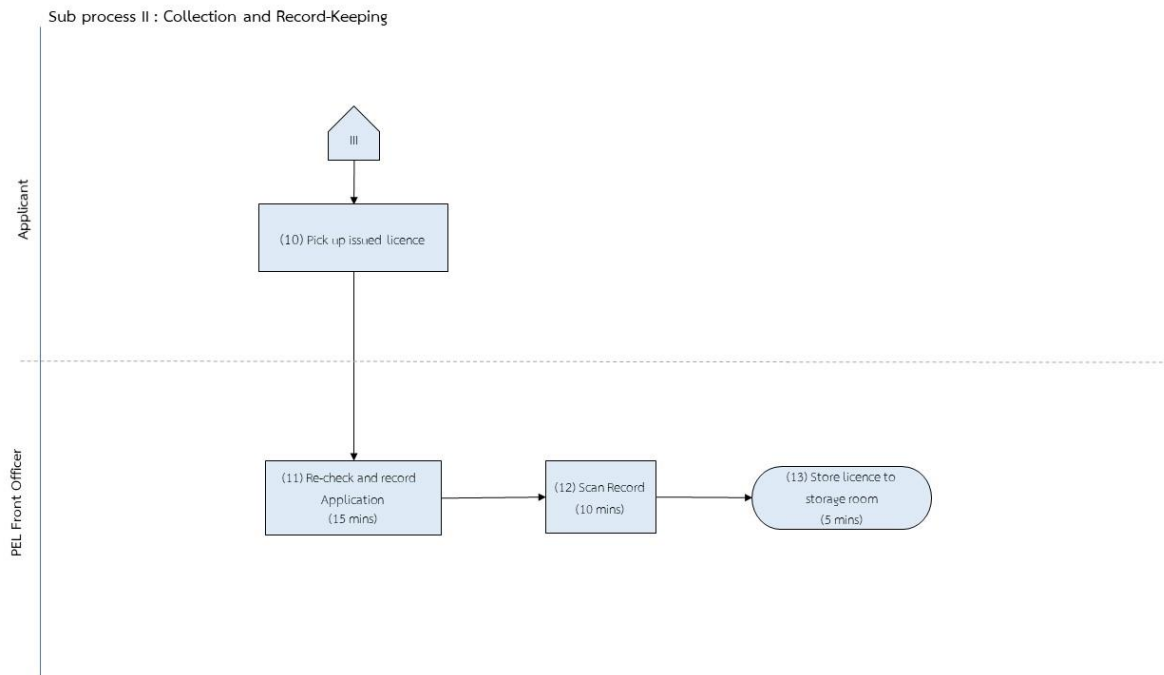 Sub process II : Collection and Record-Keeping
Applicant
III
(10) Pick up issued licence
PEL Front Officer
(11) Re-check and record
Application
(15 mins)
(12) Scan Record
(10 mins)
(13) Store licence to
storage room
(5 mins)